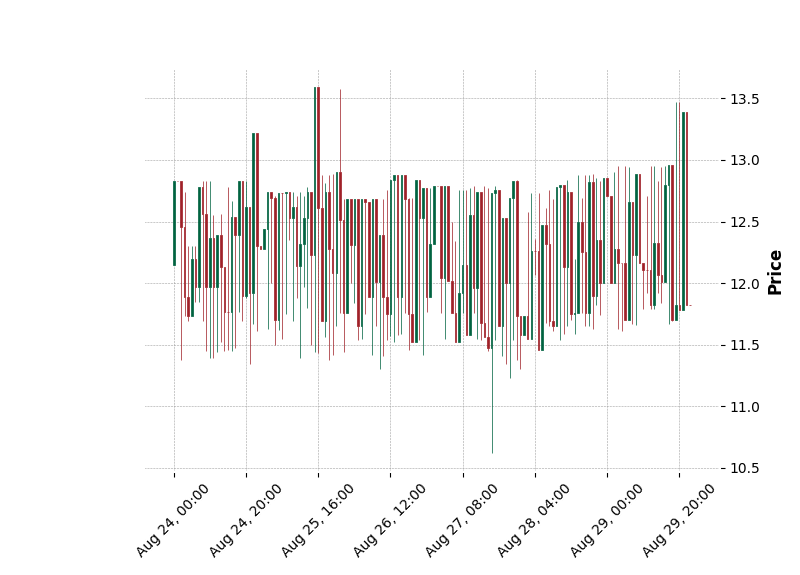 13.5
13.0
12.5
12.0
11.5
11.0
10.5
Price
Aug 24, 00:00
Aug 24, 20:00
Aug 25, 16:00
Aug 26, 12:00
Aug 27, 08:00
Aug 28, 04:00
Aug 29, 00:00
Aug 29, 20:00